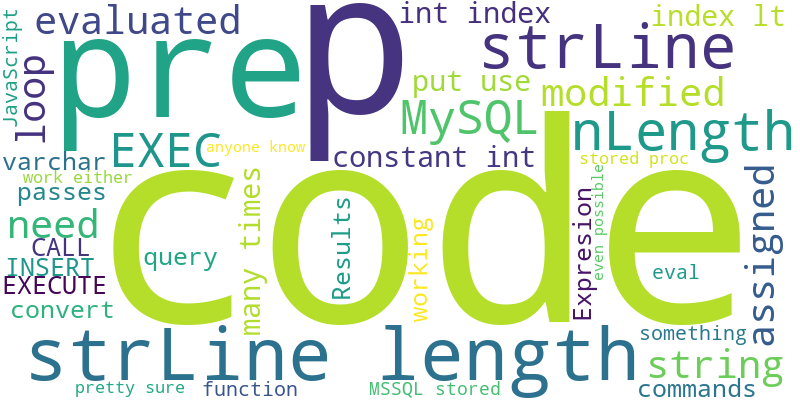 JavaScript
evaluated
p
int index
index lt
strLine
loop
pre
put use
modified
MySQL
nLength
varchar
EXEC
anyone know
constant int
stored proc
work either
passes
code
many times
need
CALL
query
Results
working
Expresion
even possible
assigned
INSERT
EXECUTE
eval
convert
strLine length
something
string
pretty sure
function
MSSQL stored
commands